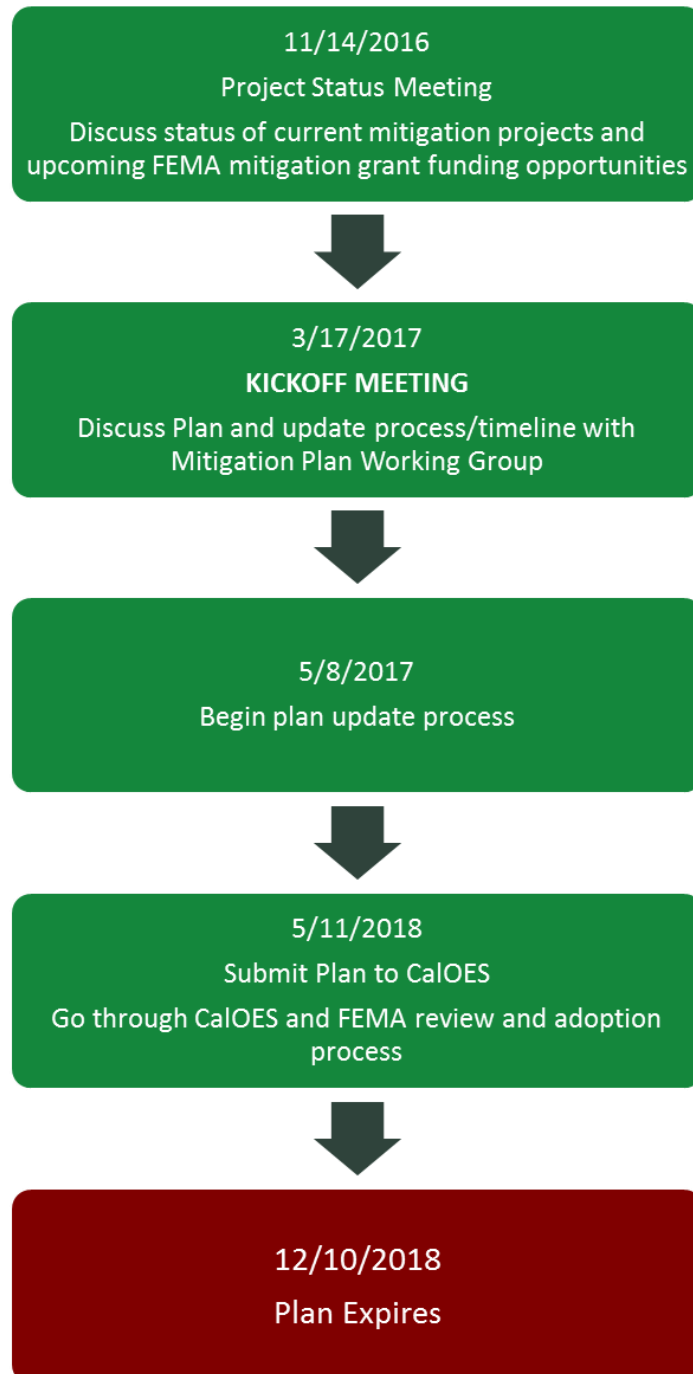 11/14/2016
Project Status Meeting
Discuss status of current mitigation projects and
upcoming FEMA mitigation grant funding opportunities
3/17/2017
KICKOFF MEETING
Discuss Plan and update process/timeline with
Mitigation Plan Working Group
5/8/2017
Begin plan update process
5/11/2018
Submit Plan to CalOES
Go through CalOES and FEMA review and adoption
process
12/10/2018
Plan Expires